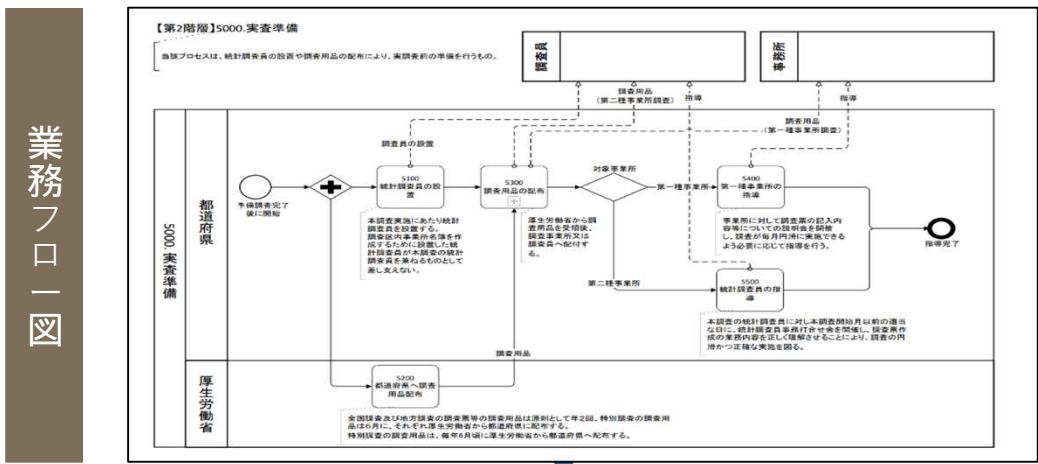 業務フロー図
【第2階層】5000.実査準備
当該プロセスは、統計調査員の設置や調査用品の配布により、実調査前の準備を行うもの。
調査員
事務所
調査用品
(第二種事業所調査)
指導
調査用品
(第一種事業所調査)
指導
調査員の設置
5000.実査準備
都道府県
予備調査完了
後に開始
5100
統計調査員の設
置
本調査実施にあたり統計
調査員を設置する。
調査区内事業所名簿を作
成するために設置した統
計調査員が本調査の統計
調査員を兼ねるものとして
差し支えない。
5300
調査用品の配布
厚生労働省から調
査用品を受領後、
調査事業所又は
調査員へ配付す
る。
対象事業所
第一種事業所
5400
第一種事業所の
指導
事業所に対して調査票の記入内
容等についての説明会を開催
し、調査が毎月円滑に実施できる
よう必要に応じて指導を行う。
指導完了
第二種事業所
5500
統計調査員の指
導
本調査の統計調査員に対し本調査開始月以前の適当
な日に、統計調査員事務打合せ会を開催し、調査票作
成の業務内容を正しく理解させることにより、調査の円
滑かつ正確な実施を図る。
調査用品
厚生労働省
5200
都道府県へ調査
用品配布
全国調査及び地方調査の調査票等の調査用品は原則として年2回、特別調査の調査用
品は6月に、それぞれ厚生労働省から都道府県に配布する。
特別調査の調査用品は、毎年6月頃に厚生労働省から都道府県へ配布する。